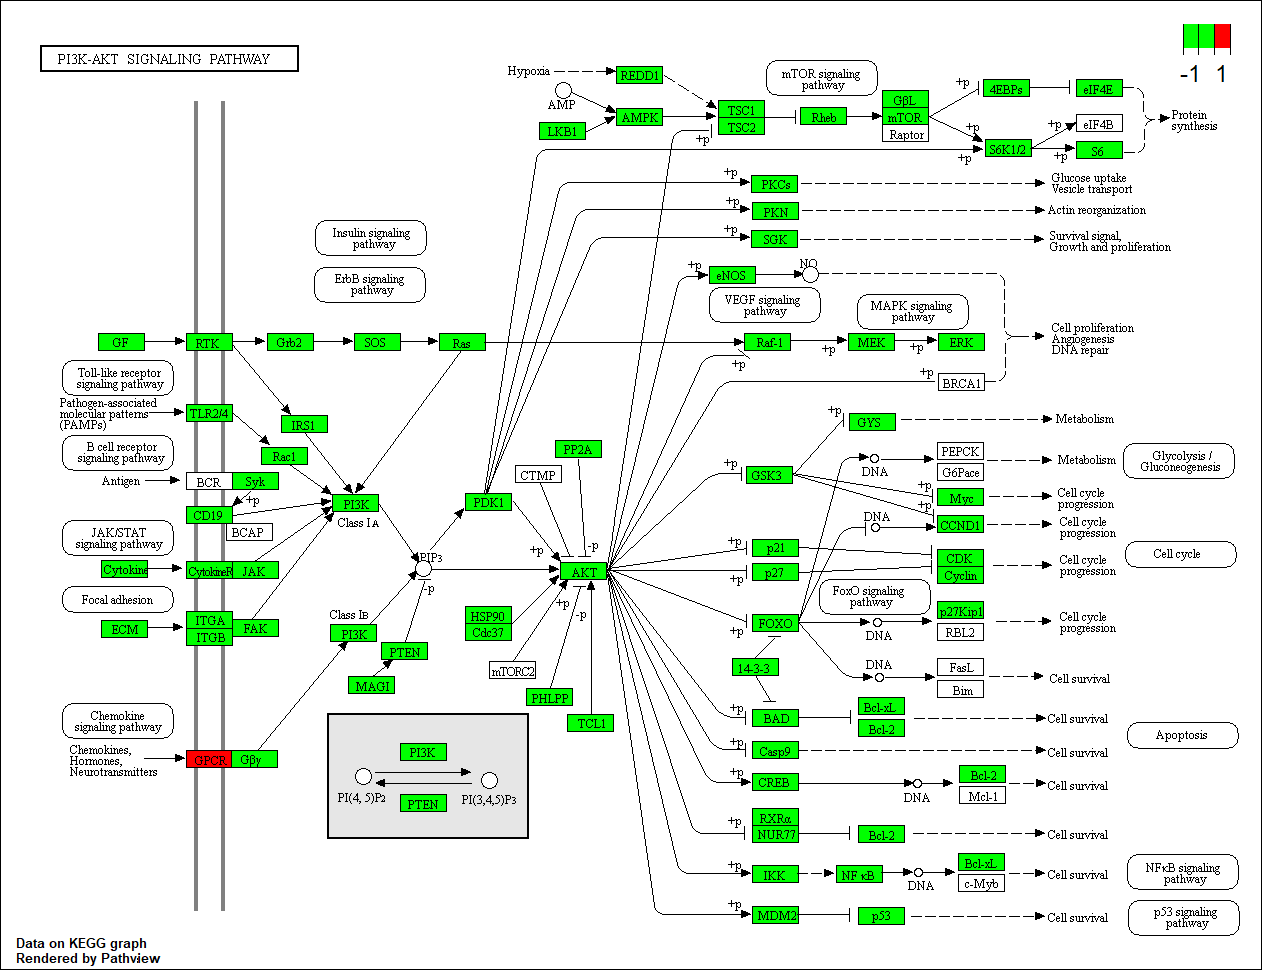 PI3K-AKT SIGNALING PATHWAY
-1 1
Hypoxia
REDD1
AMP
LKB1
AMPK
TSC1
TSC2
+p
mTOR signaling
pathway
Rheb
GβL
mTOR
Raptor
+p
4EBPs
eIF4E
+p
S6K1/2
+p
eIF4B
+p
+p
S6
Protein
synthesis
+p
PKCs
Glucose uptake
Vesicle transport
+p
PKN
Actin reorganization
+p
SGK
Survival signal,
Growth and proliferation
Insulin signaling
pathway
ErbB signaling
pathway
+p
eNOS
NO
VEGF signaling
pathway
MAPK signaling
pathway
GF
RTK
Grb2
SOS
Ras
Raf-1
+p
+p
MEK
+p
ERK
+p
BRCA1
Cell proliferation
Angiogenesis
DNA repair
Toll-like receptor
signaling pathway
Pathogen-associated
molecular patterns
(PAMPs)
TLR2/4
IRS1
Rac1
B cell receptor
signaling pathway
Antigen
BCR
Syk
+p
CD19
BCAP
PI3K
Class IA
PDK1
PP2A
CTMP
+p
-p
PIP3
-p
AKT
+p
-p
JAK/STAT
signaling pathway
Cytokine
CytokineR
JAK
Focal adhesion
ECM
ITGA
ITGB
FAK
Class IB
PI3K
PTEN
MAGI
HSP90
Cdc37
mTORC2
PHLPP
TCL1
Chemokine
signaling pathway
Chemokines,
Hormones,
Neurotransmitters
GPCR
Gβγ
PI3K
PI(4, 5)P2
PI(3,4,5)P3
PTEN
+p
GSK3
+p
GYS
Metabolism
DNA
PEPCK
G6Pace
Metabolism
Glycolysis /
Gluconeogenesis
+p
Myc
Cell cycle
progression
+p
DNA
CCND1
Cell cycle
progression
+p
p21
+p
p27
CDK
Cyclin
Cell cycle
progression
Cell cycle
FoxO signaling
pathway
+p
FOXO
DNA
p27Kip1
RBL2
Cell cycle
progression
14-3-3
DNA
FasL
Bim
Cell survival
+p
BAD
Bcl-xL
Bcl-2
Cell survival
Apoptosis
+p
Casp9
Cell survival
+p
CREB
DNA
Bcl-2
Mcl-1
Cell survival
+p
RXRα
NUR77
Bcl-2
Cell survival
+p
IKK
NFκB
DNA
Bcl-xL
c-Myb
Cell survival
NFκB signaling
pathway
+p
MDM2
p53
Cell survival
p53 signaling
pathway
Data on KEGG graph
Rendered by Pathview